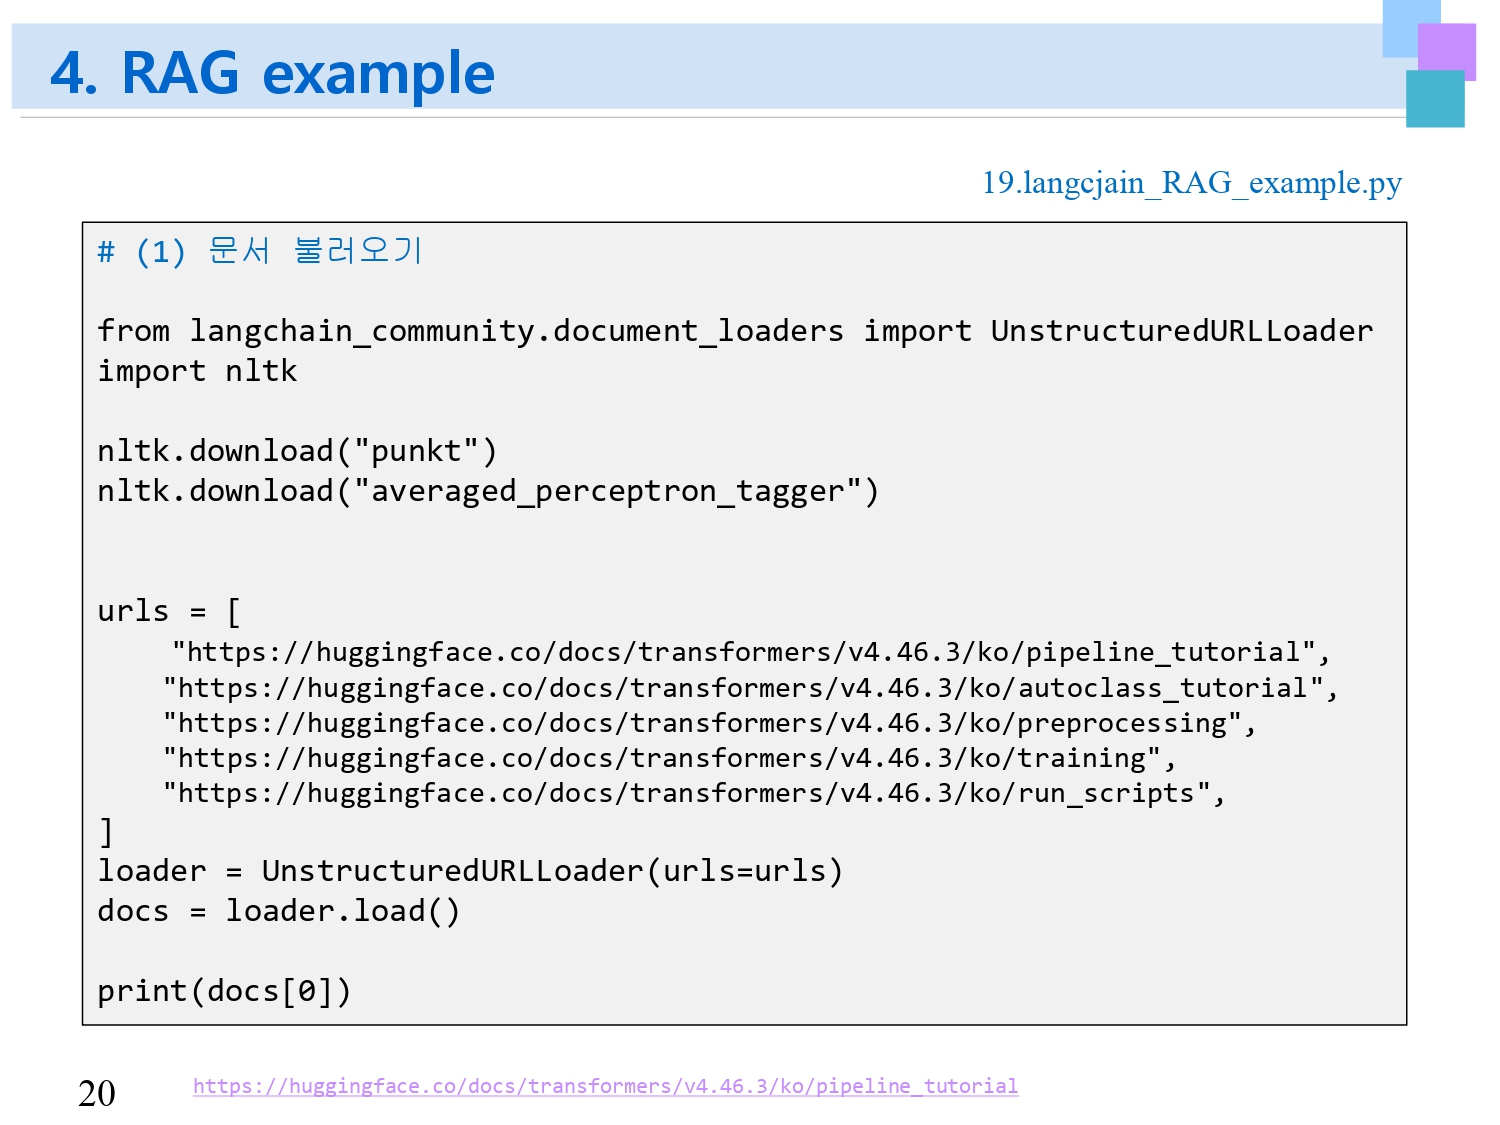 4. RAG example
19.langcjain_RAG_example.py
# (1) 문서 불러오기
from langchain_community.document_loaders import UnstructuredURLLoader
import nltk
nltk.download("punkt")
nltk.download("averaged_perceptron_tagger")
urls = [
"https://huggingface.co/docs/transformers/v4.46.3/ko/pipeline_tutorial",
"https://huggingface.co/docs/transformers/v4.46.3/ko/autoclass_tutorial",
"https://huggingface.co/docs/transformers/v4.46.3/ko/preprocessing",
"https://huggingface.co/docs/transformers/v4.46.3/ko/training",
"https://huggingface.co/docs/transformers/v4.46.3/ko/run_scripts",
]
loader = UnstructuredURLLoader(urls=urls)
docs = loader.load()
print(docs[0])
20
https://huggingface.co/docs/transformers/v4.46.3/ko/pipeline_tutorial